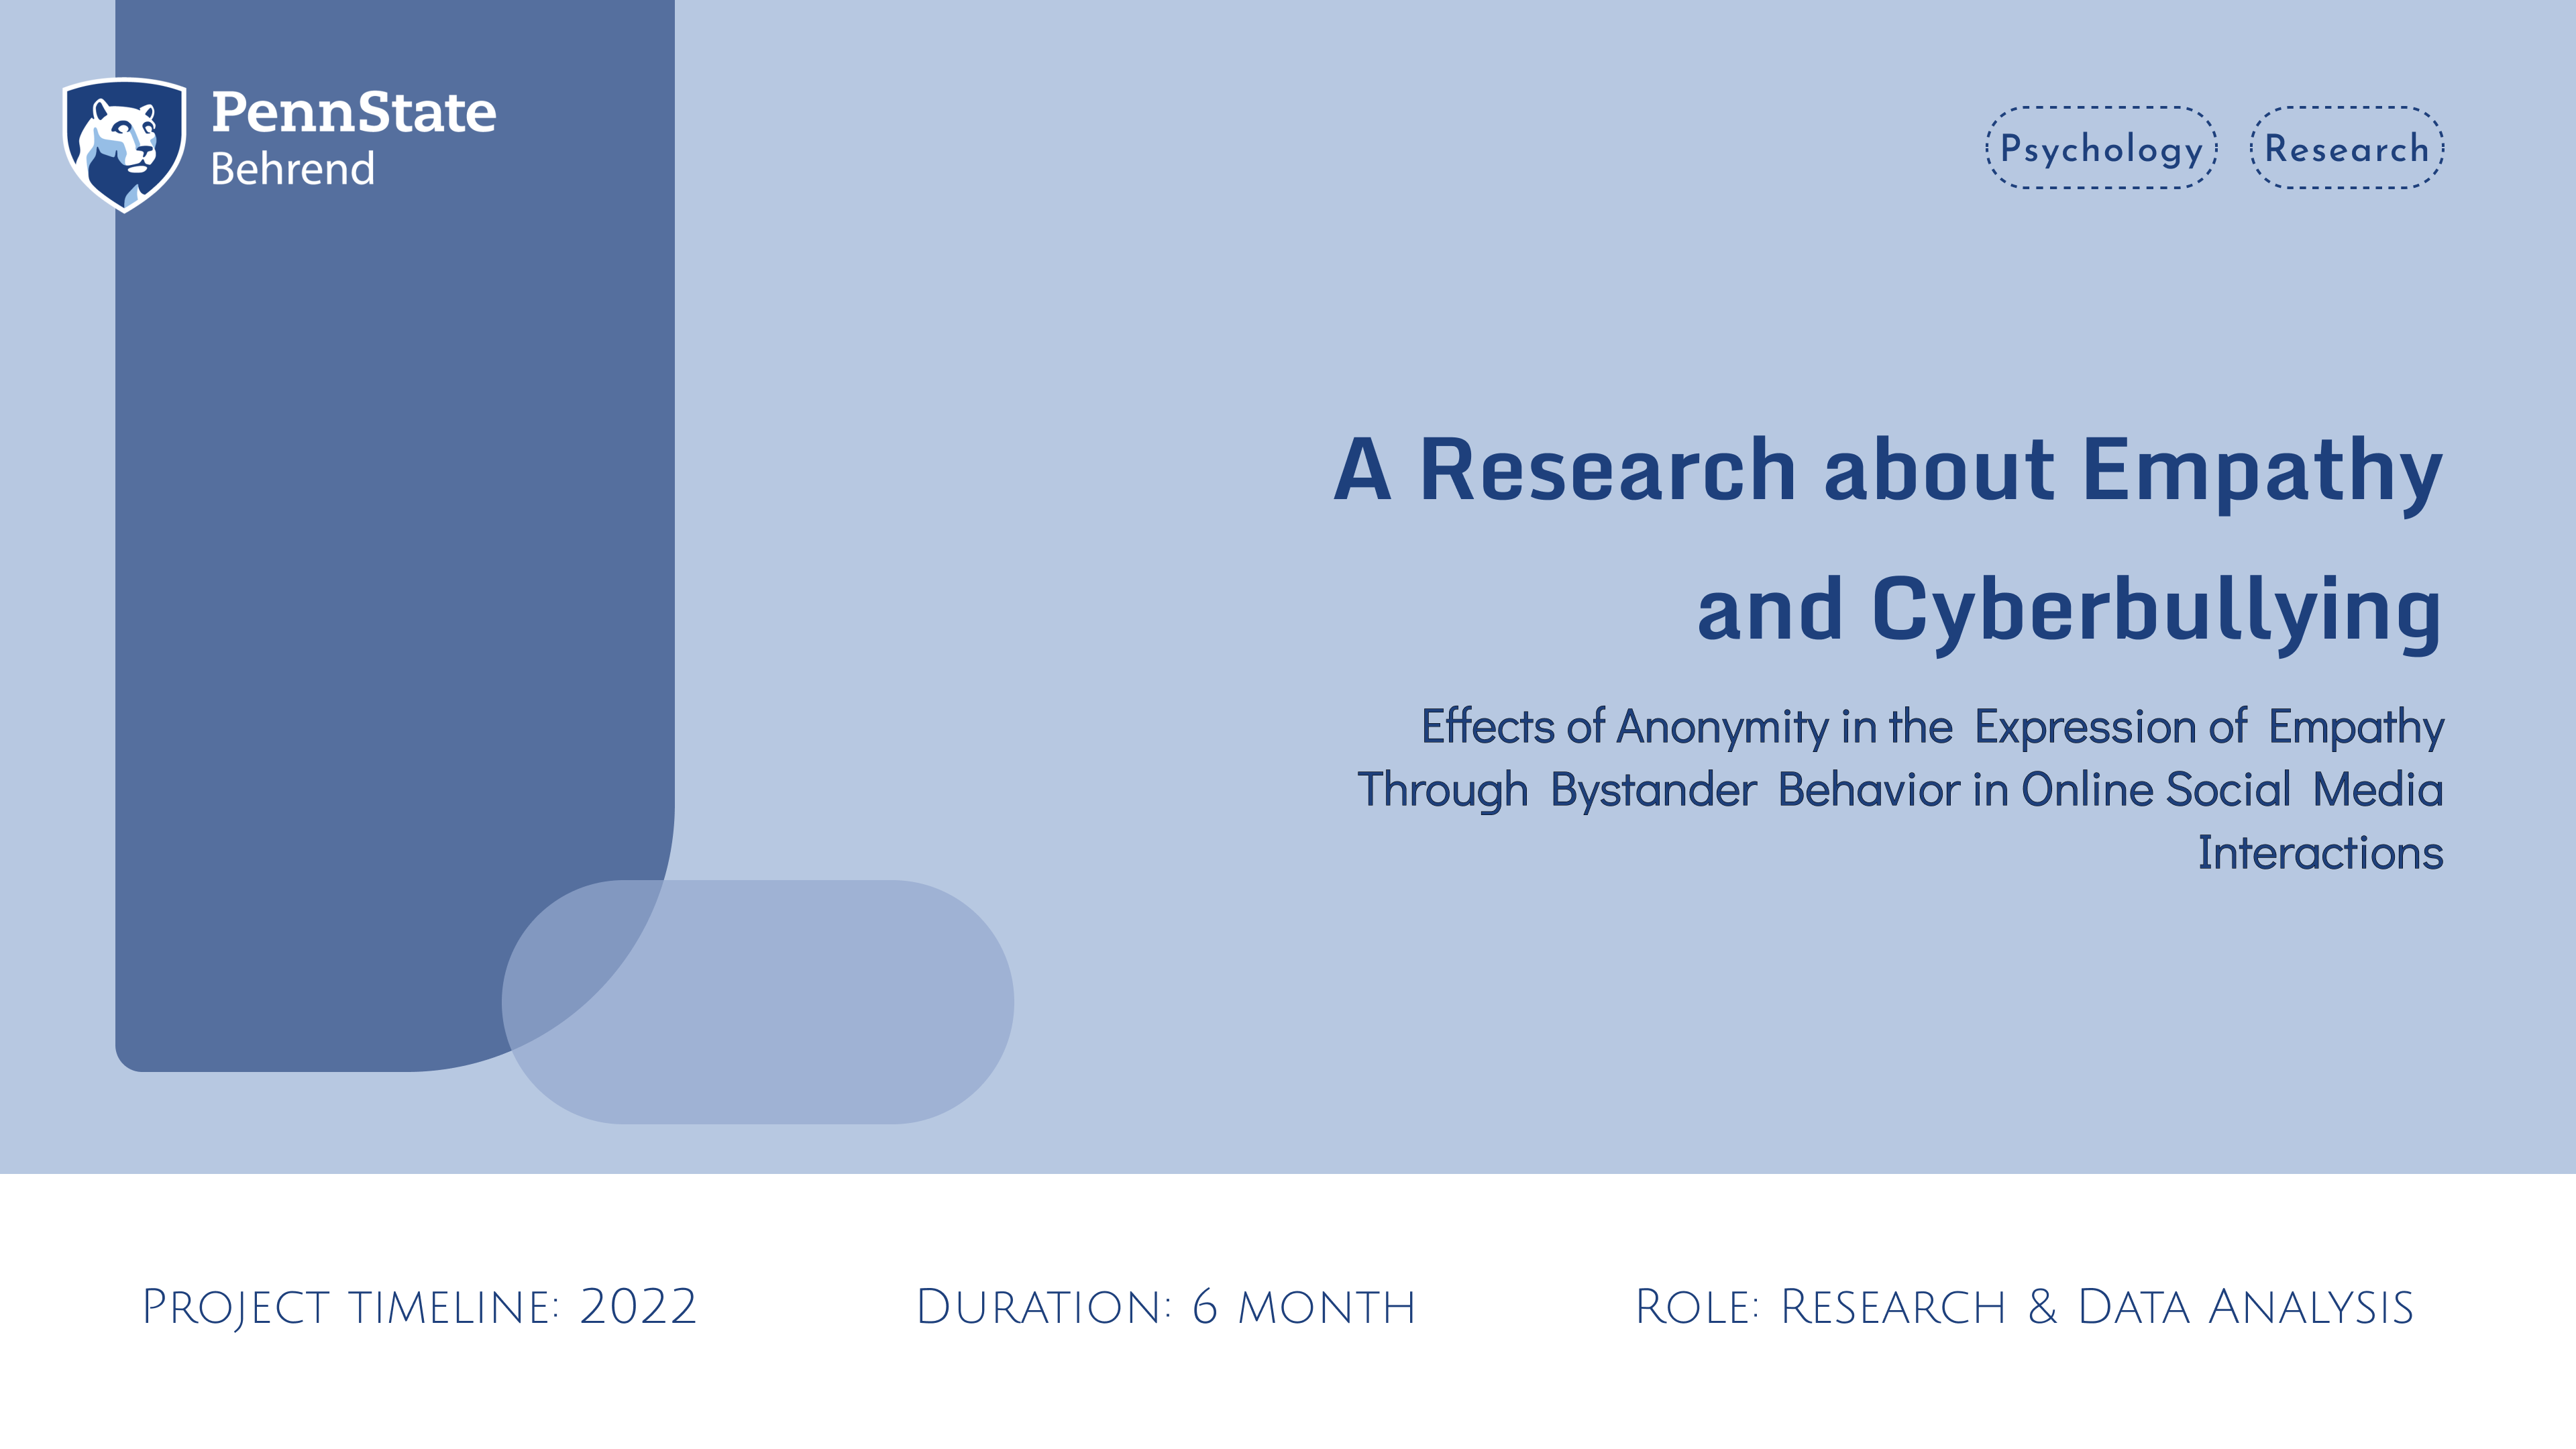 PennState
Behrend
Psychology
Research
A Research about Empathy
and Cyberbullying
Effects of Anonymity in the Expression of Empathy
Through Bystander Behavior in Online Social Media
Interactions
Project timeline: 2022
Duration: 6 month
Role: Research & Data Analysis